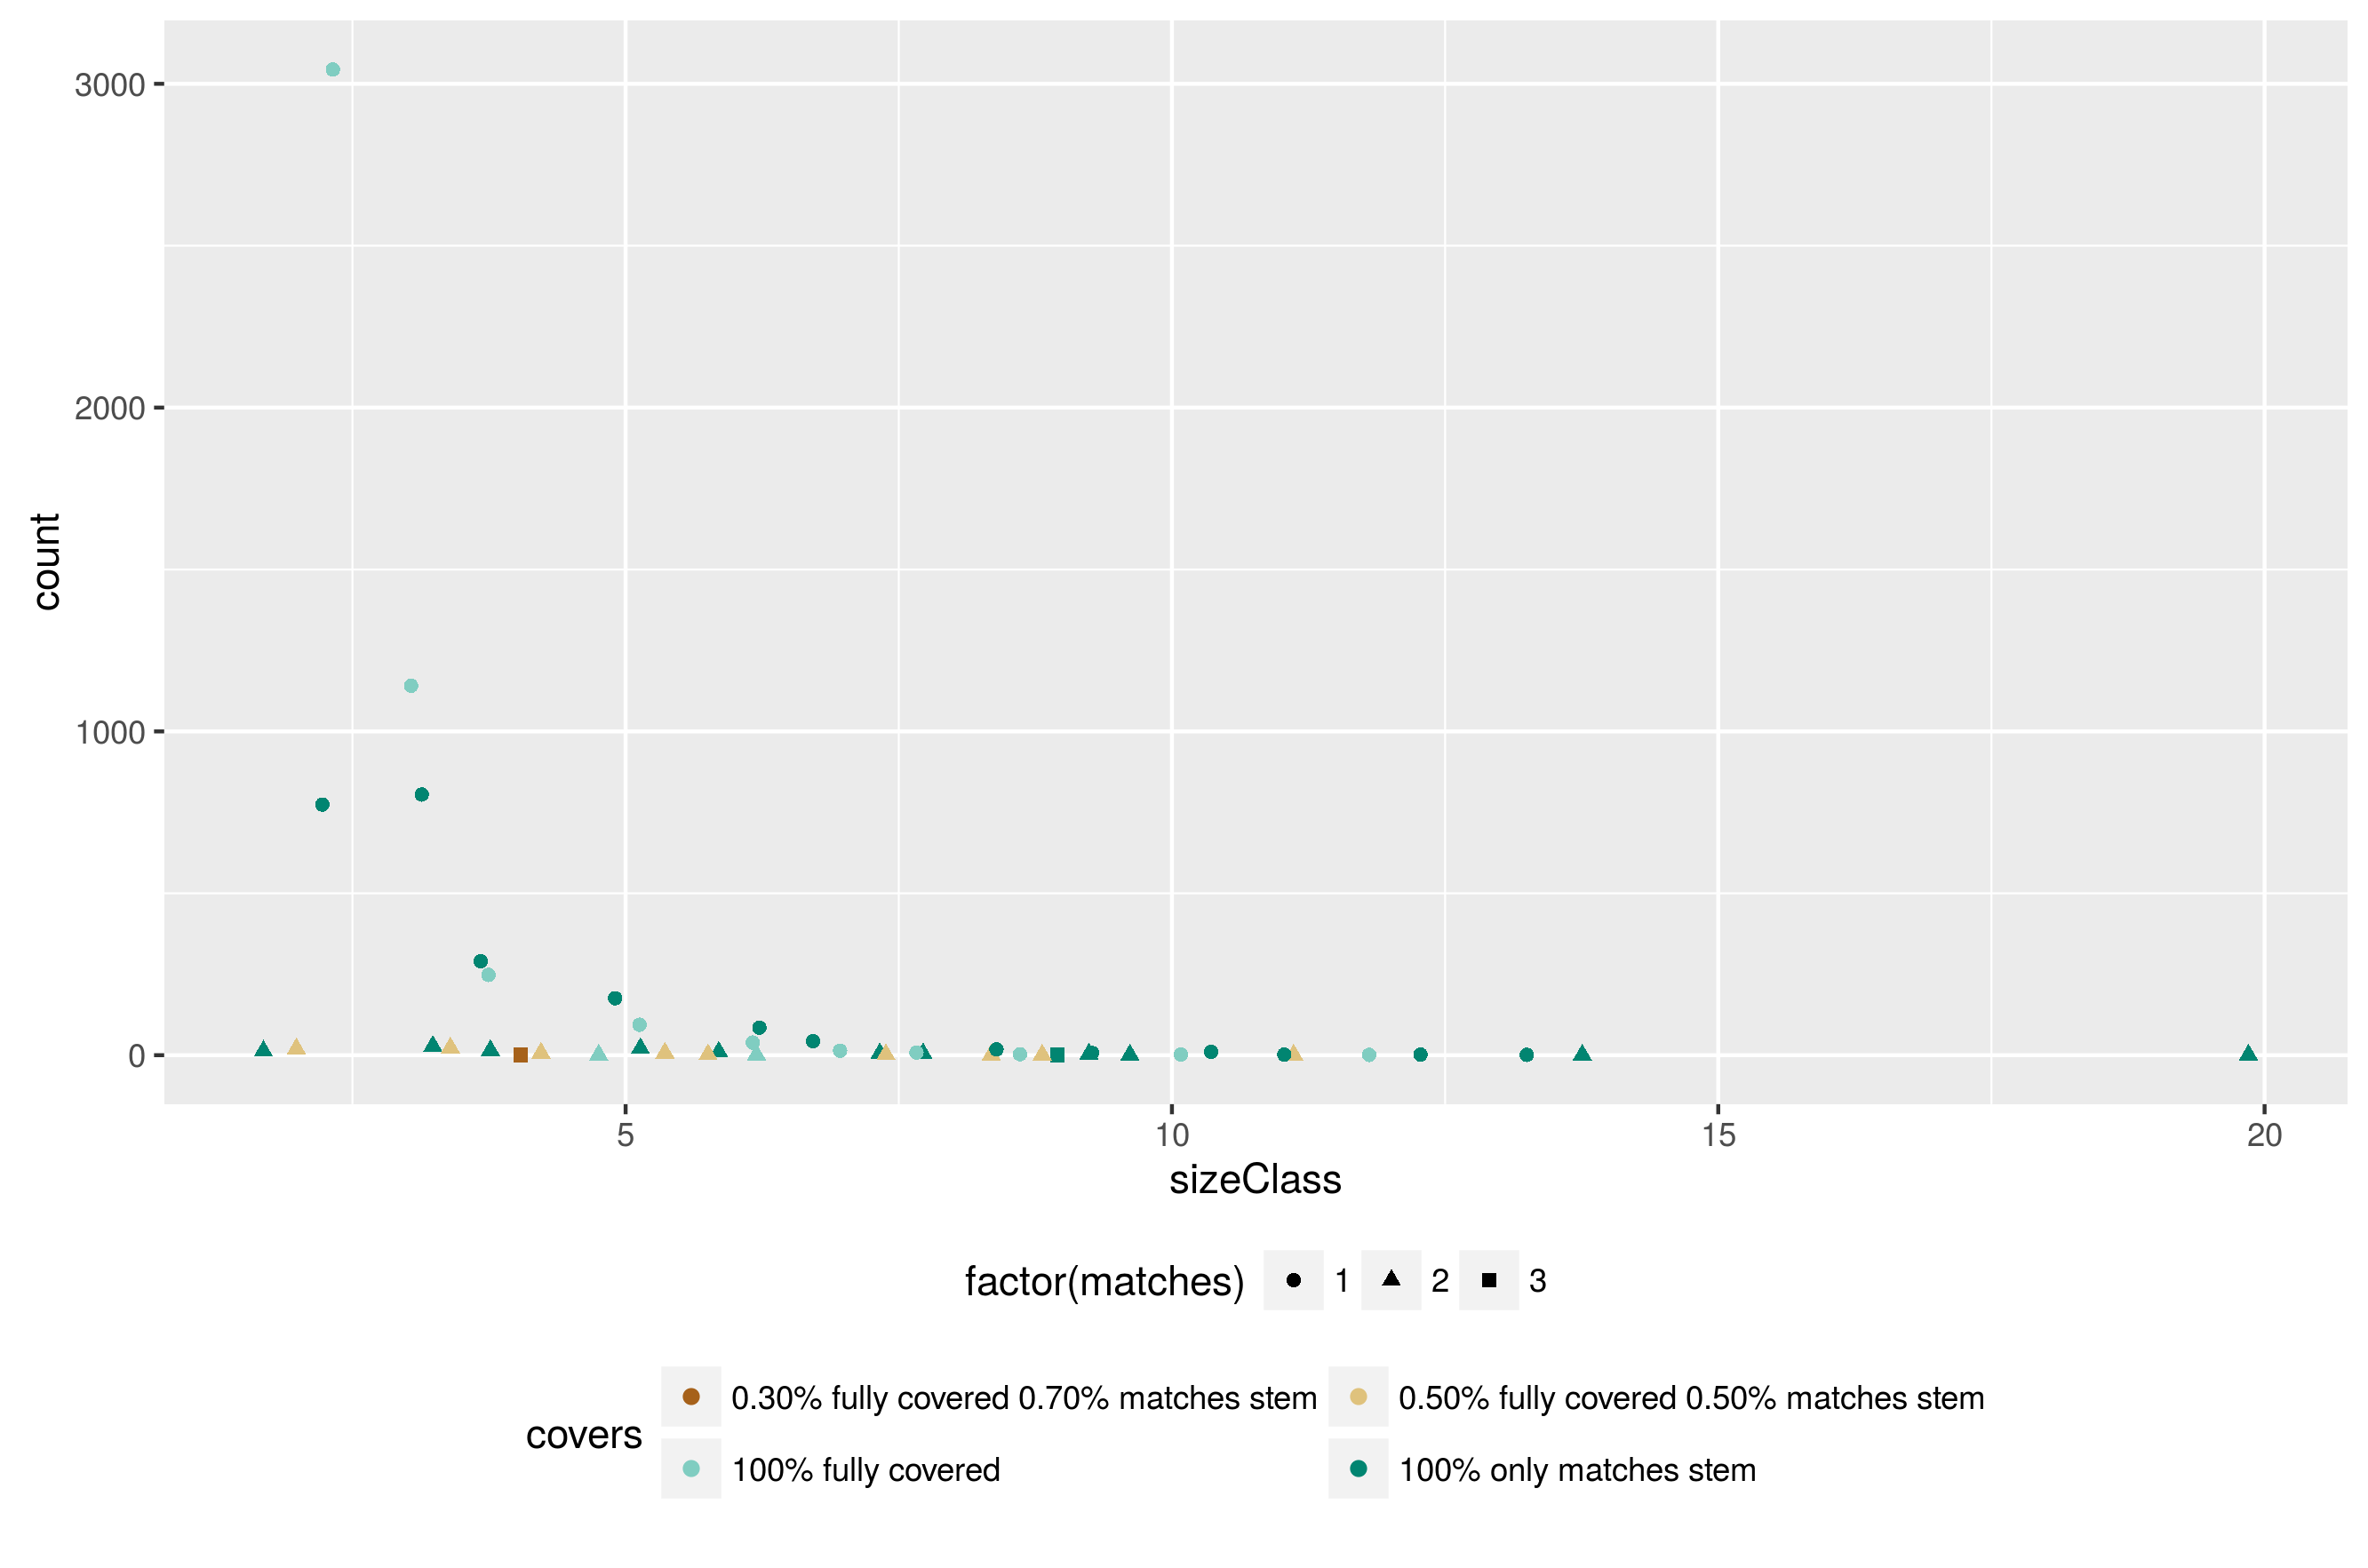 3000
2000
1000
0
count
5 10 15 20
sizeClass
factor(matches) 1 2 3
covers
0.30% fully covered 0.70% matches stem 0.50% fully covered 0.50% matches stem
100% fully covered 100% only matches stem